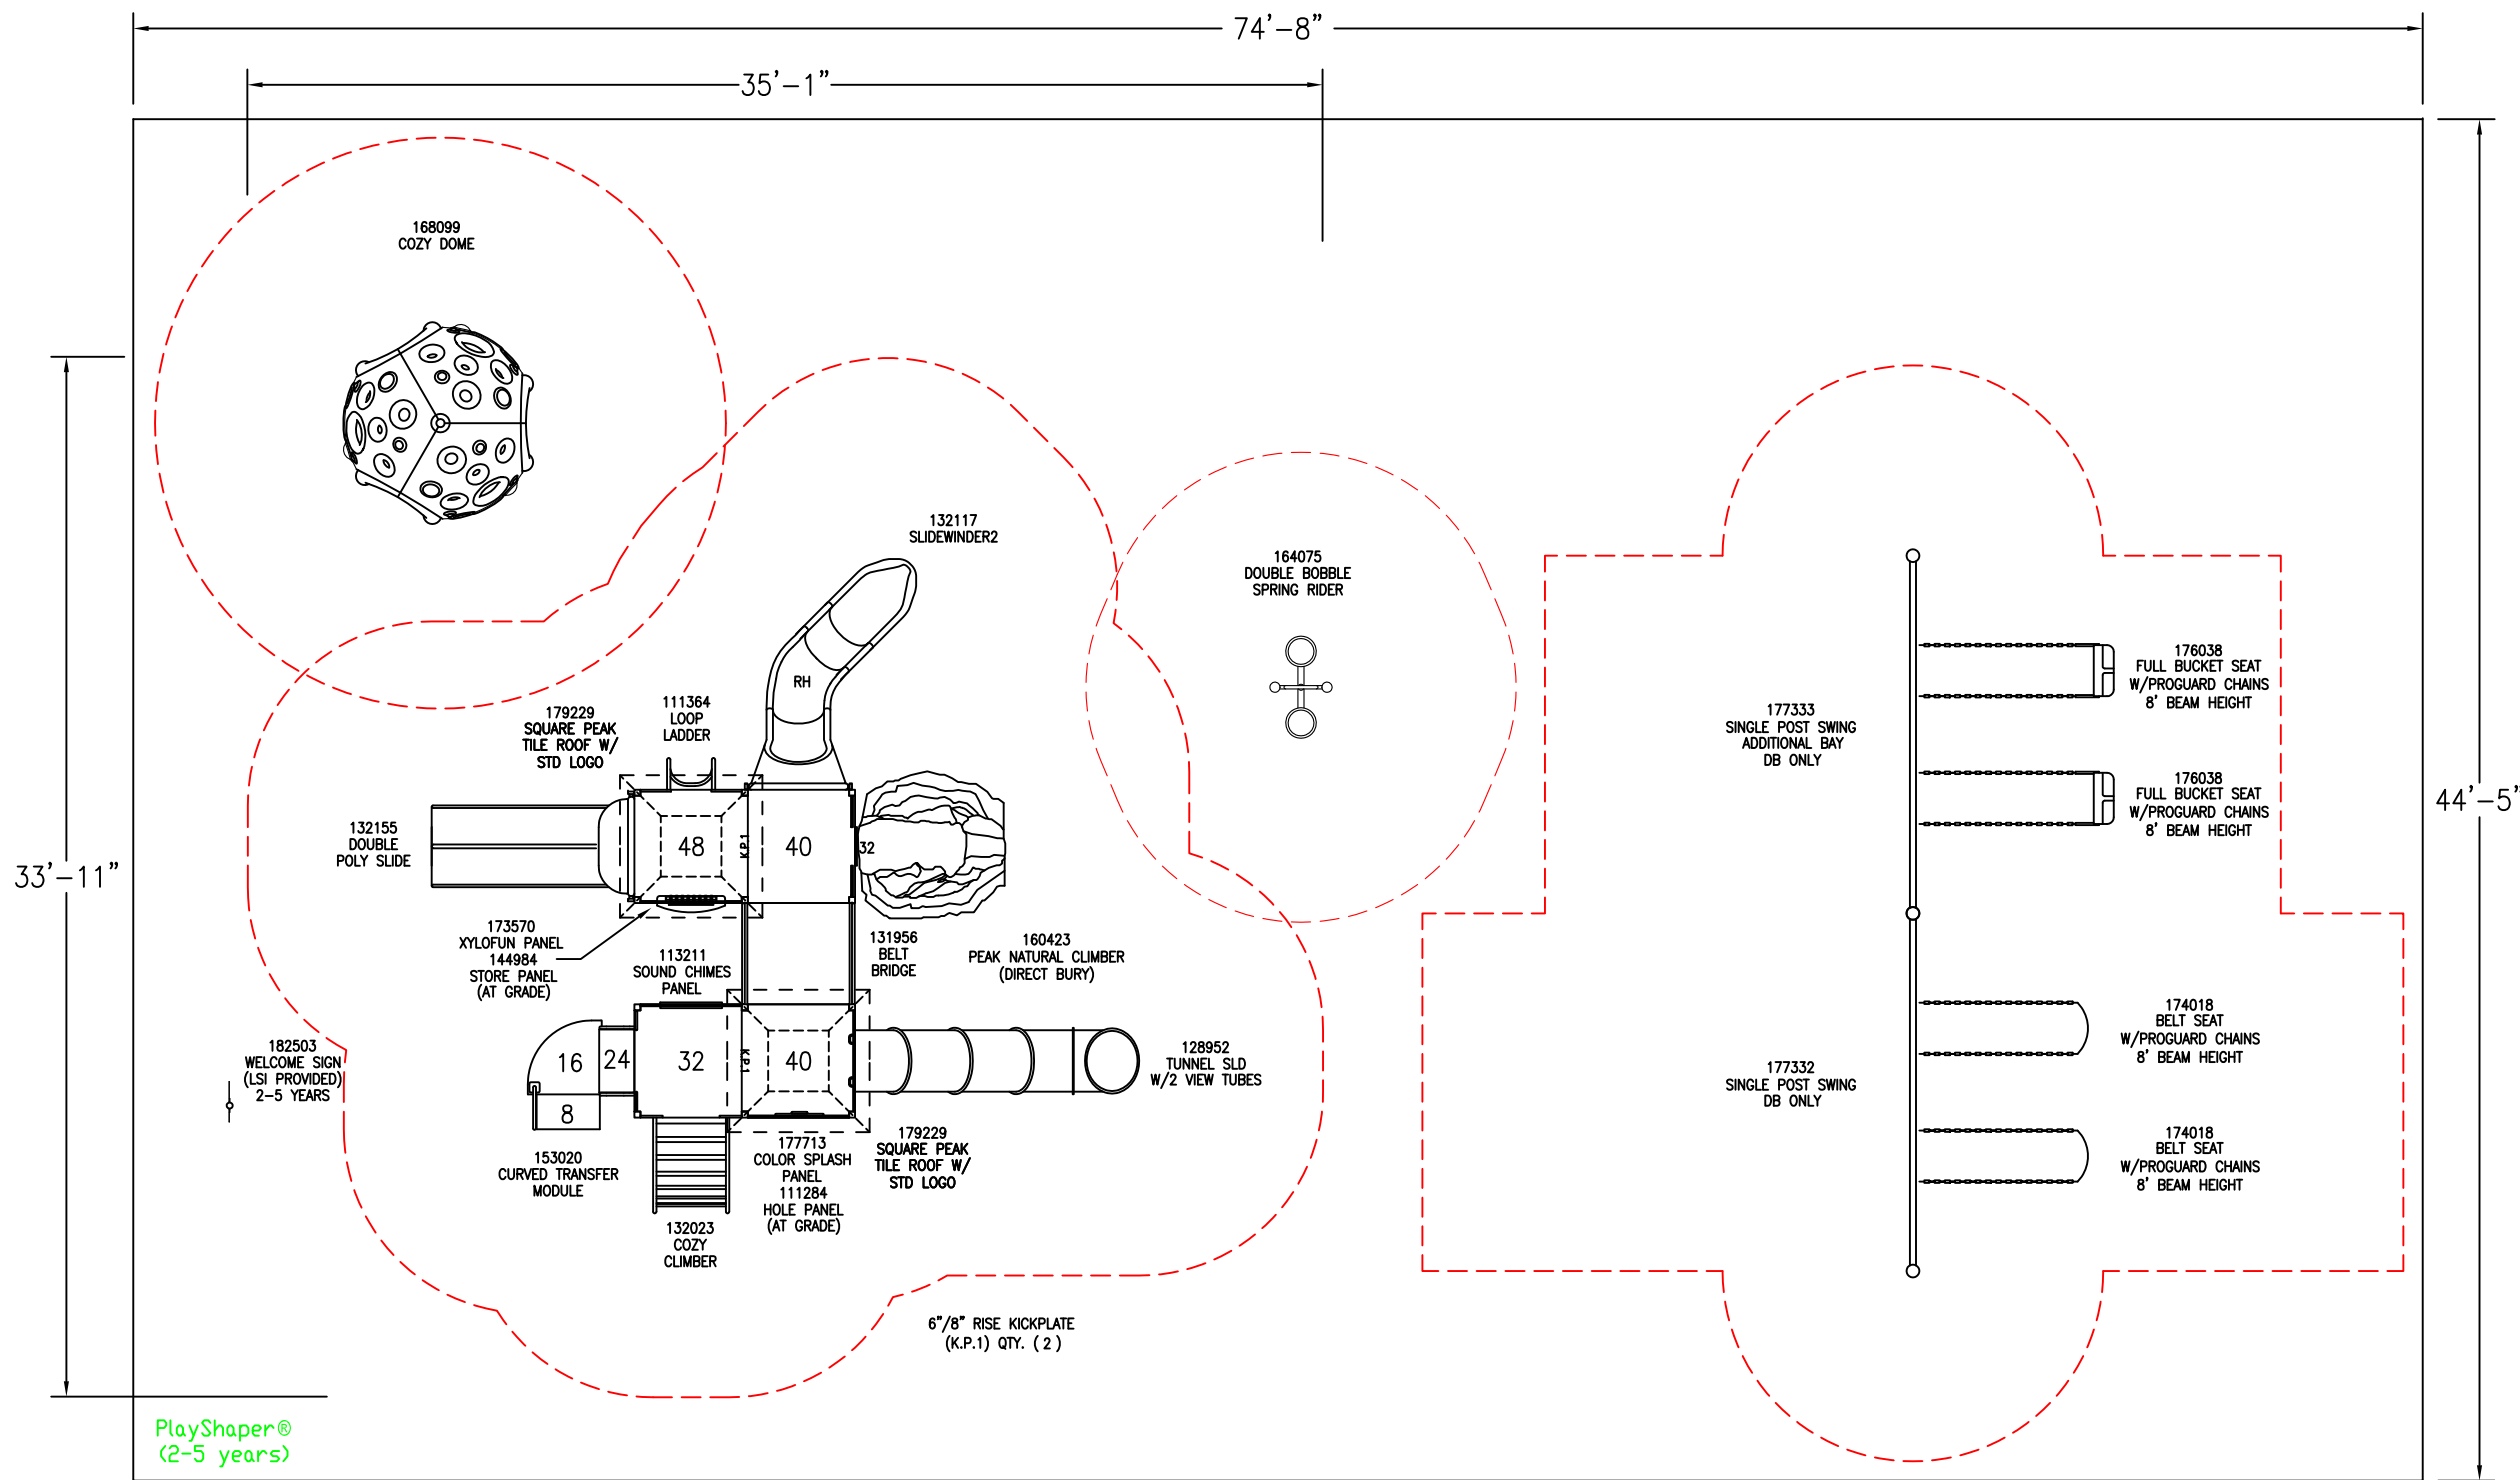 74'-8"
35'-1"
168099
COZY DOME
132117
SLIDEWINDER2
164075
DOUBLE BOBBLE
SPRING RIDER
176038
FULL BUCKET SEAT
W/PROGUARD CHAINS
8' BEAM HEIGHT
RH
111364
LOOP
LADDER
179229
SQUARE PEAK
TILE ROOF W/
STD LOGO
177333
SINGLE POST SWING
ADDITIONAL BAY
DB ONLY
176038
FULL BUCKET SEAT
W/PROGUARD CHAINS
8' BEAM HEIGHT
44'-5"
132155
DOUBLE
POLY SLIDE
48
K.P.1
40
32
33'-11"
173570
XYLOFUN PANEL
144984
STORE PANEL
(AT GRADE)
113211
SOUND CHIMES
PANEL
131956
BELT
BRIDGE
160423
PEAK NATURAL CLIMBER
(DIRECT BURY)
174018
BELT SEAT
W/PROGUARD CHAINS
8' BEAM HEIGHT
182503
WELCOME SIGN
(LSI PROVIDED)
2-5 YEARS
16
24
32
K.P.1
40
8
128952
TUNNEL SLD
W/2 VIEW TUBES
177332
SINGLE POST SWING
DB ONLY
174018
BELT SEAT
W/PROGUARD CHAINS
8' BEAM HEIGHT
153020
CURVED TRANSFER
MODULE
177713
COLOR SPLASH
PANEL
111284
HOLE PANEL
(AT GRADE)
179229
SQUARE PEAK
TILE ROOF W/
STD LOGO
132023
COZY
CLIMBER
6"/8" RISE KICKPLATE
(K.P.1) QTY. ( 2 )
PlayShaper®
(2-5 years)